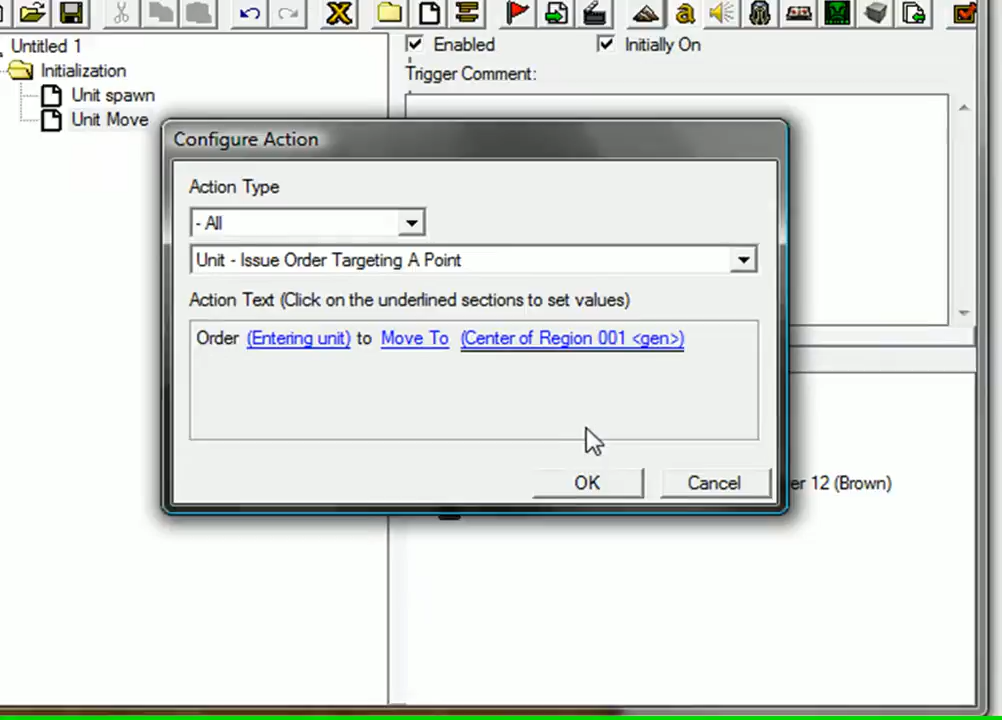 Untitled 1
Enabled
Initially On
Initialization
Trigger Comment:
Unit spawn
Unit Move
Configure Action
Action Type
- All
Unit - Issue Order Targeting A Point
Action Text (Click on the underlined sections to set values)
Order (Entering unit) to Move To (Center of Region 001 <gen>)
OK
Cancel
er 12 (Brown)